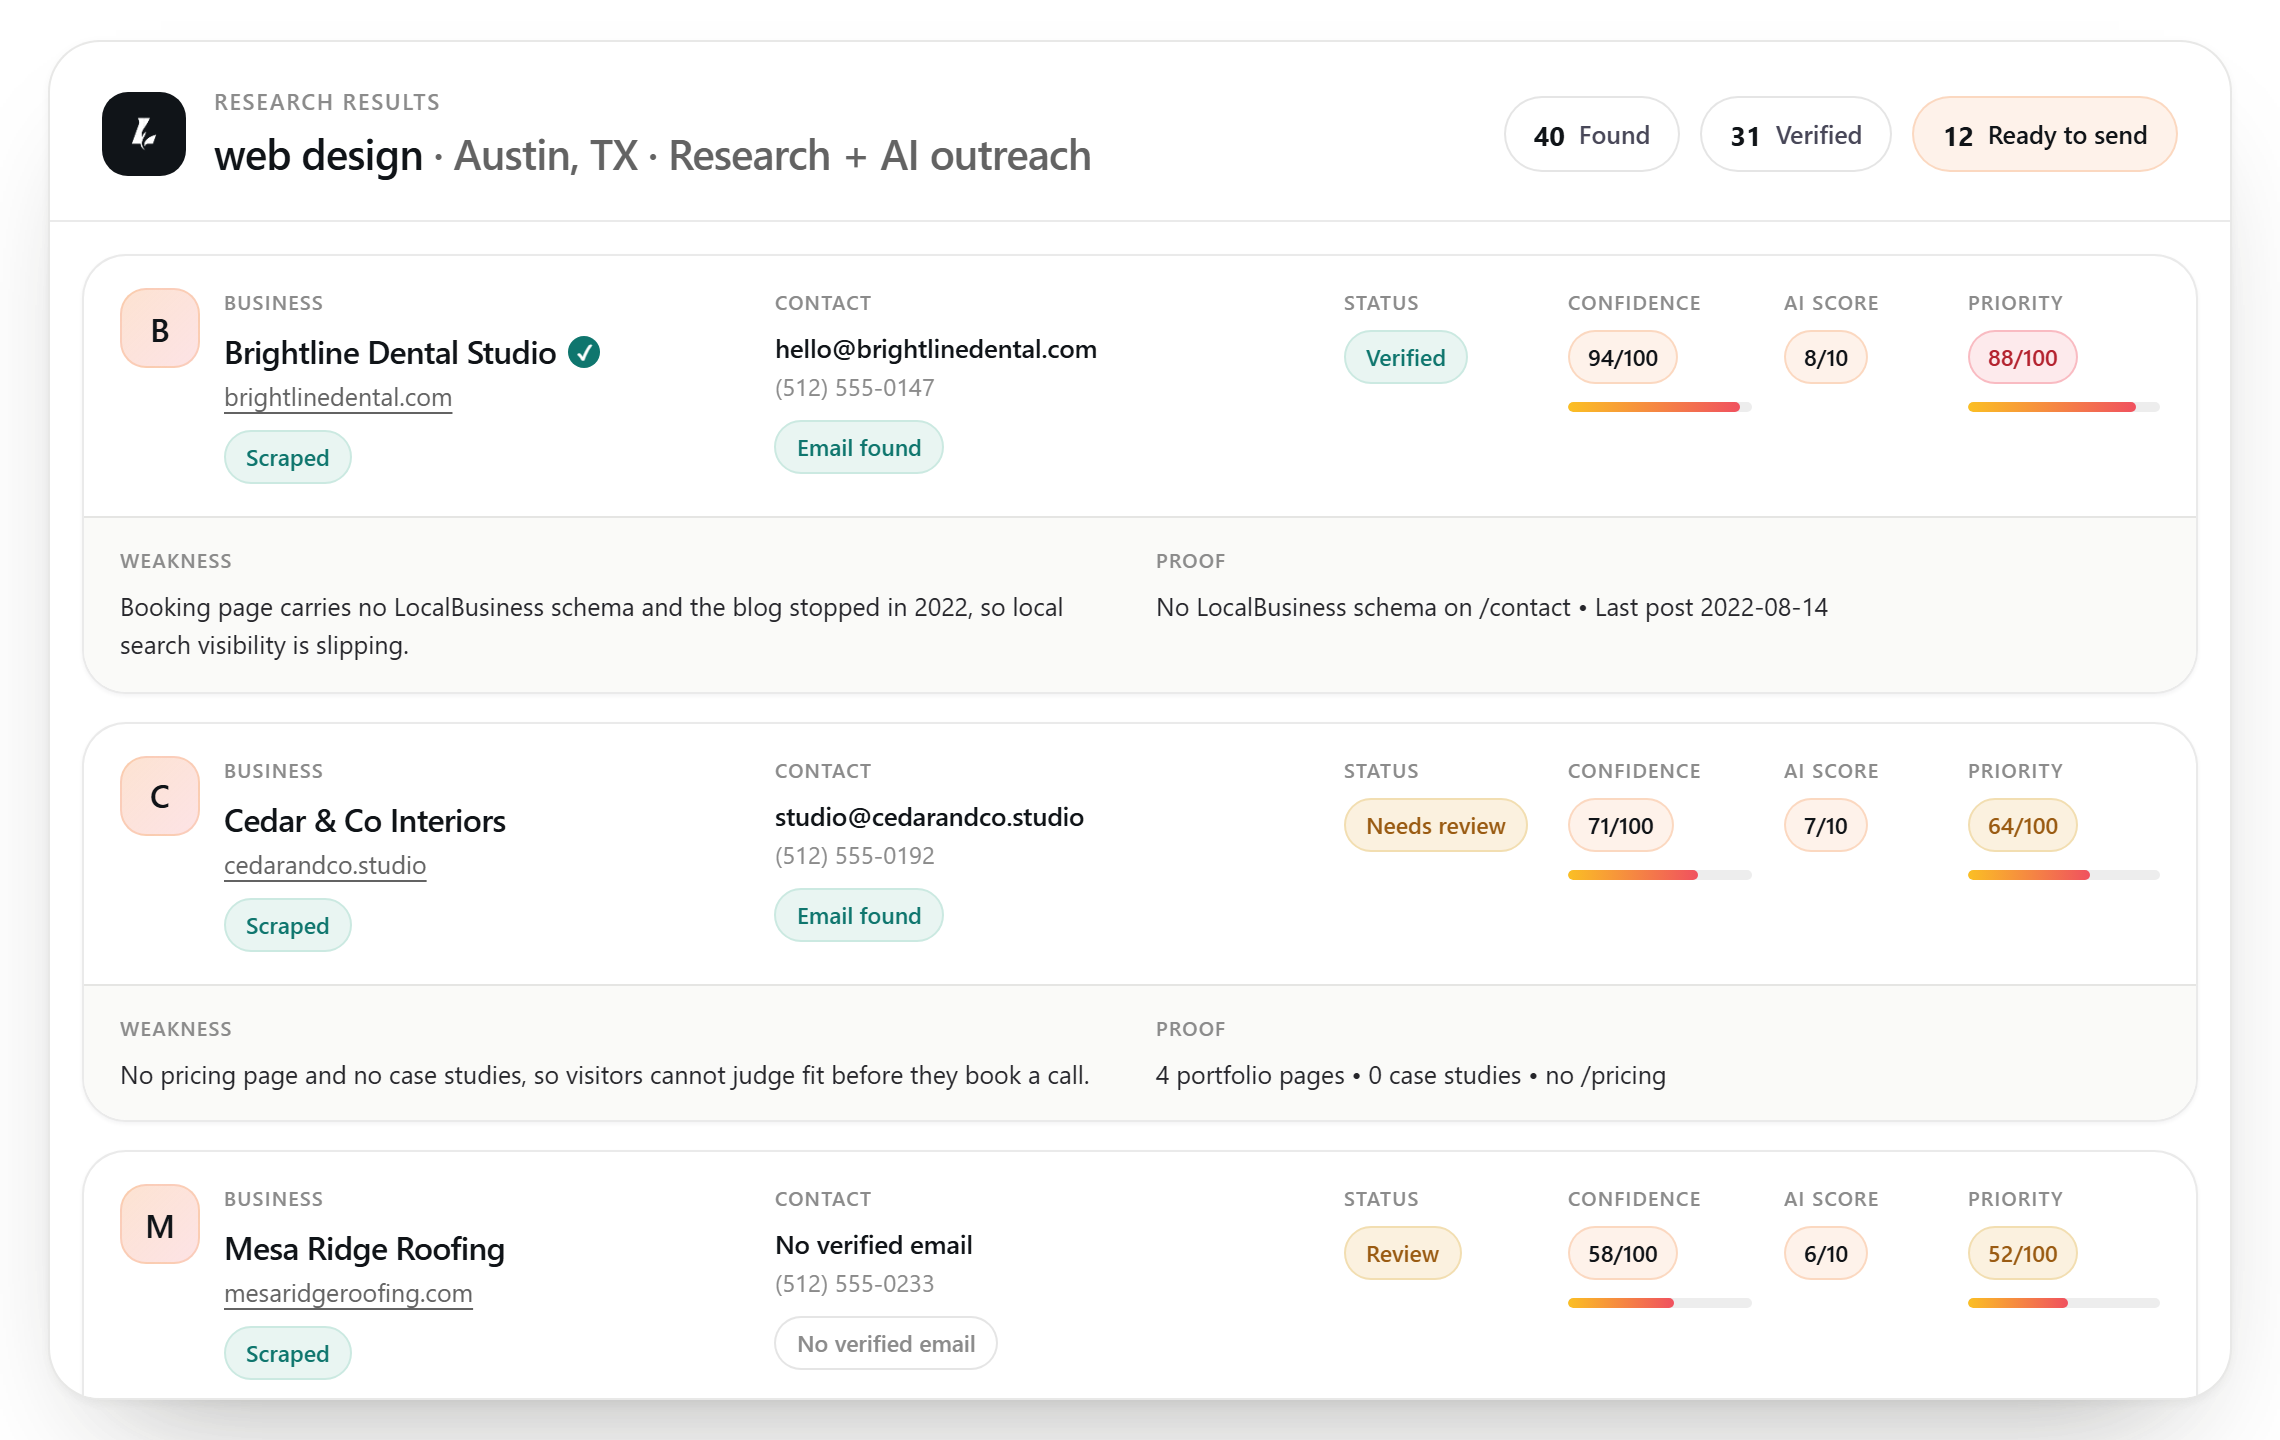 RESEARCH RESULTS
web design · Austin, TX · Research + AI outreach
40 Found
31 Verified
12 Ready to send
B
BUSINESS
Brightline Dental Studio
brightlinedental.com
Scraped
CONTACT
hello@brightlinedental.com
(512) 555-0147
Email found
STATUS
Verified
CONFIDENCE
94/100
AI SCORE
8/10
PRIORITY
88/100
WEAKNESS
Booking page carries no LocalBusiness schema and the blog stopped in 2022, so local
search visibility is slipping.
PROOF
No LocalBusiness schema on /contact • Last post 2022-08-14
C
BUSINESS
Cedar & Co Interiors
cedarandco.studio
Scraped
CONTACT
studio@cedarandco.studio
(512) 555-0192
Email found
STATUS
Needs review
CONFIDENCE
71/100
AI SCORE
7/10
PRIORITY
64/100
WEAKNESS
No pricing page and no case studies, so visitors cannot judge fit before they book a call.
PROOF
4 portfolio pages • 0 case studies • no /pricing
M
BUSINESS
Mesa Ridge Roofing
mesaridgeroofing.com
Scraped
CONTACT
No verified email
(512) 555-0233
No verified email
STATUS
Review
CONFIDENCE
58/100
AI SCORE
6/10
PRIORITY
52/100